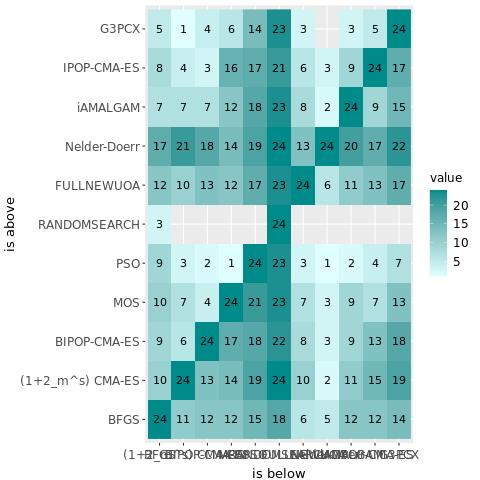 G3PCX 5 1 4 6 14 23 3 3 5 24
IPOP-CMA-ES 8 4 3 16 17 21 6 3 9 24 17
iAMALGAM 7 7 7 12 18 23 8 2 24 9 15
Nelder-Doerr 17 21 18 14 19 24 13 24 20 17 22
FULLNEWUOA 12 10 13 12 17 23 24 6 11 13 17
RANDOMSEARCH 3 24
PSO 9 3 2 1 24 23 3 1 2 4 7
MOS 10 7 4 24 21 23 7 3 9 7 13
BIPOP-CMA-ES 9 6 24 17 18 22 8 3 9 13 18
(1+2_m^s) CMA-ES 10 24 13 14 19 24 10 2 11 15 19
BFGS 24 11 12 12 15 18 6 5 12 12 14
is above
is below
value
20
15
10
5